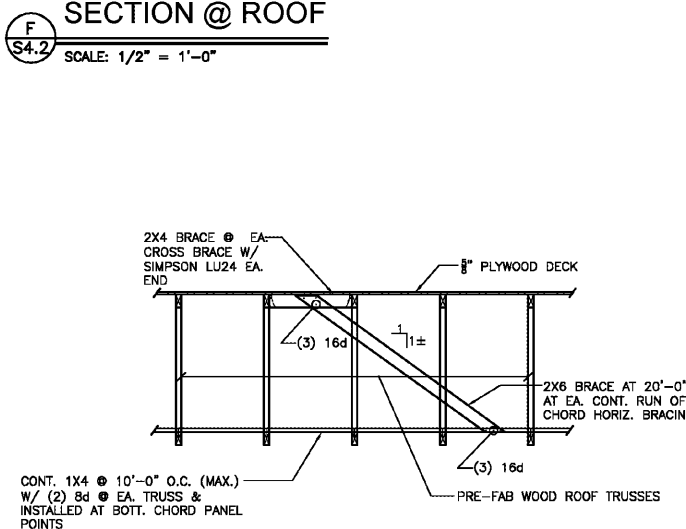 SECTION @ ROOF
F
S4.2
SCALE: 1/2" = 1'-0"
2X4 BRACE @ EA.
CROSS BRACE W/
SIMPSON LU24 EA.
END
5/8" PLYWOOD DECK
(3) 16d
1
1±
2X6 BRACE AT 20'-0"
AT EA. CONT. RUN OF
CHORD HORIZ. BRACIN
(3) 16d
CONT. 1X4 @ 10'-0" O.C. (MAX.)
W/ (2) 8d @ EA. TRUSS &
INSTALLED AT BOTT. CHORD PANEL
POINTS
PRE-FAB WOOD ROOF TRUSSES